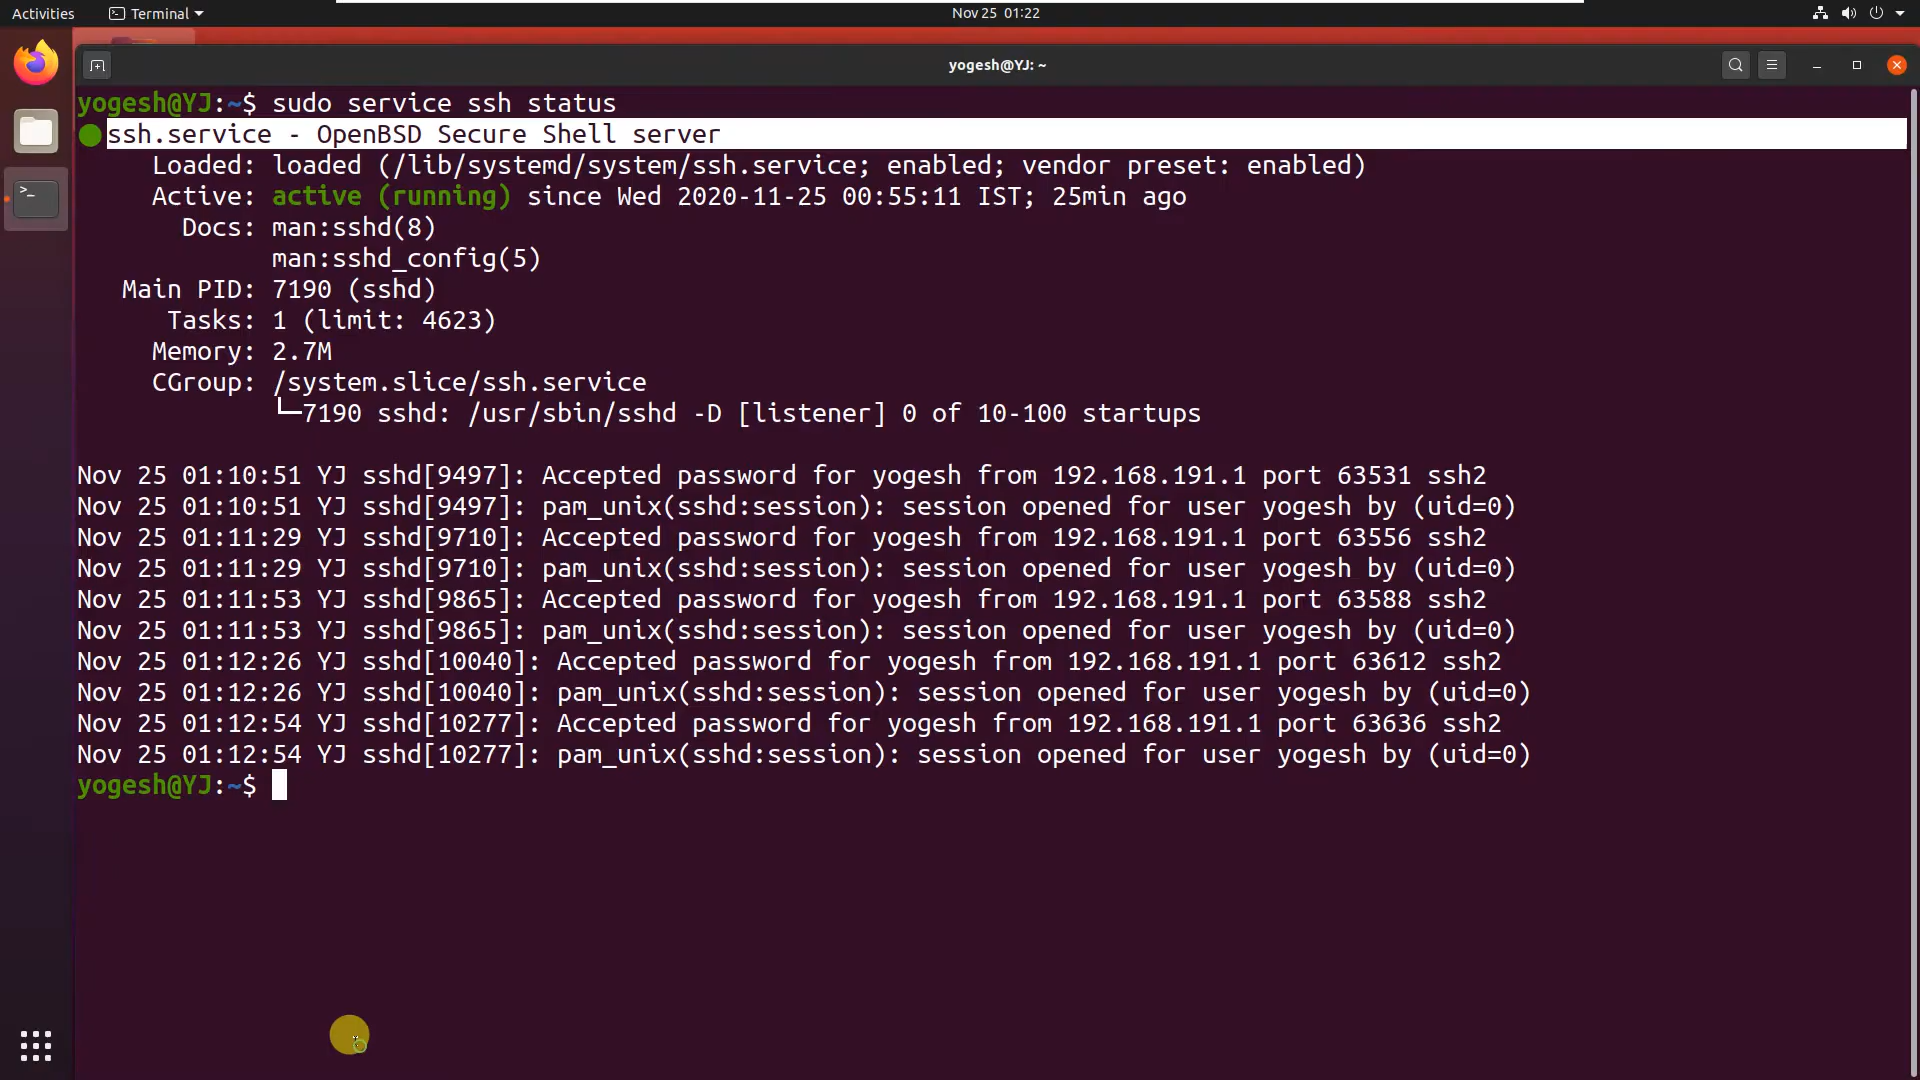 Activities Terminal Nov 25 01:22
yogesh@YJ: ~
yogesh@YJ:~$ sudo service ssh status
● ssh.service - OpenBSD Secure Shell server
Loaded: loaded (/lib/systemd/system/ssh.service; enabled; vendor preset: enabled)
Active: active (running) since Wed 2020-11-25 00:55:11 IST; 25min ago
Docs: man:sshd(8)
man:sshd_config(5)
Main PID: 7190 (sshd)
Tasks: 1 (limit: 4623)
Memory: 2.7M
CGroup: /system.slice/ssh.service
└─7190 sshd: /usr/sbin/sshd -D [listener] 0 of 10-100 startups
Nov 25 01:10:51 YJ sshd[9497]: Accepted password for yogesh from 192.168.191.1 port 63531 ssh2
Nov 25 01:10:51 YJ sshd[9497]: pam_unix(sshd:session): session opened for user yogesh by (uid=0)
Nov 25 01:11:29 YJ sshd[9710]: Accepted password for yogesh from 192.168.191.1 port 63556 ssh2
Nov 25 01:11:29 YJ sshd[9710]: pam_unix(sshd:session): session opened for user yogesh by (uid=0)
Nov 25 01:11:53 YJ sshd[9865]: Accepted password for yogesh from 192.168.191.1 port 63588 ssh2
Nov 25 01:11:53 YJ sshd[9865]: pam_unix(sshd:session): session opened for user yogesh by (uid=0)
Nov 25 01:12:26 YJ sshd[10040]: Accepted password for yogesh from 192.168.191.1 port 63612 ssh2
Nov 25 01:12:26 YJ sshd[10040]: pam_unix(sshd:session): session opened for user yogesh by (uid=0)
Nov 25 01:12:54 YJ sshd[10277]: Accepted password for yogesh from 192.168.191.1 port 63636 ssh2
Nov 25 01:12:54 YJ sshd[10277]: pam_unix(sshd:session): session opened for user yogesh by (uid=0)
yogesh@YJ:~$